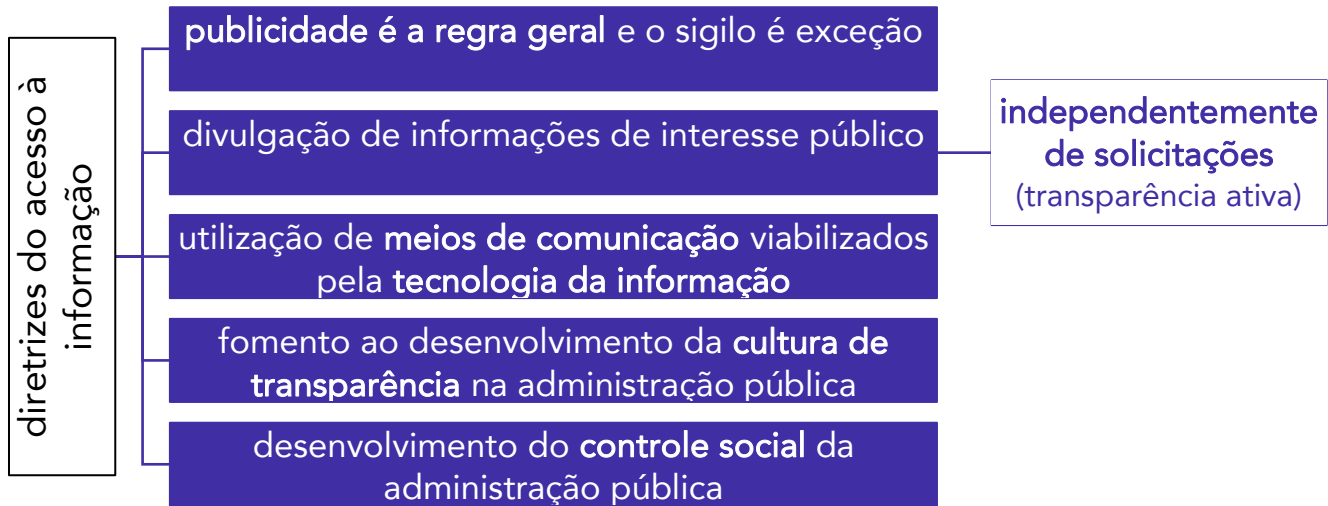 diretrizes do acesso à
informação
publicidade é a regra geral e o sigilo é exceção
divulgação de informações de interesse público
independentemente
de solicitações
(transparência ativa)
utilização de meios de comunicação viabilizados
pela tecnologia da informação
fomento ao desenvolvimento da cultura de
transparência na administração pública
desenvolvimento do controle social da
administração pública